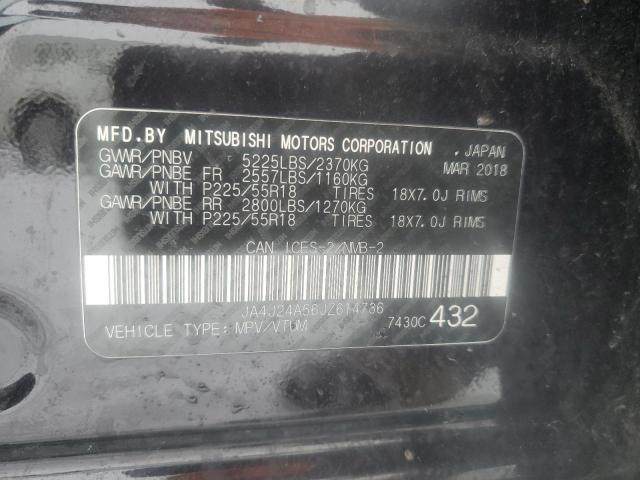 MFD.BY MITSUBISHI MOTORS CORPORATION . JAPAN
GVWR/PNBV 5225LBS/2370KG MAR 2018
GAWR/PNBE FR 2557LBS/1160KG
WITH P225/55R18 TIRES 18X7.0J RIMS
GAWR/PNBE RR 2800LBS/1270KG
WITH P225/55R18 TIRES 18X7.0J RIMS
CAN ICES-2/NMB-2
JA4J24A56JZ614736
VEHICLE TYPE: MPV/VTUM 7430C 432